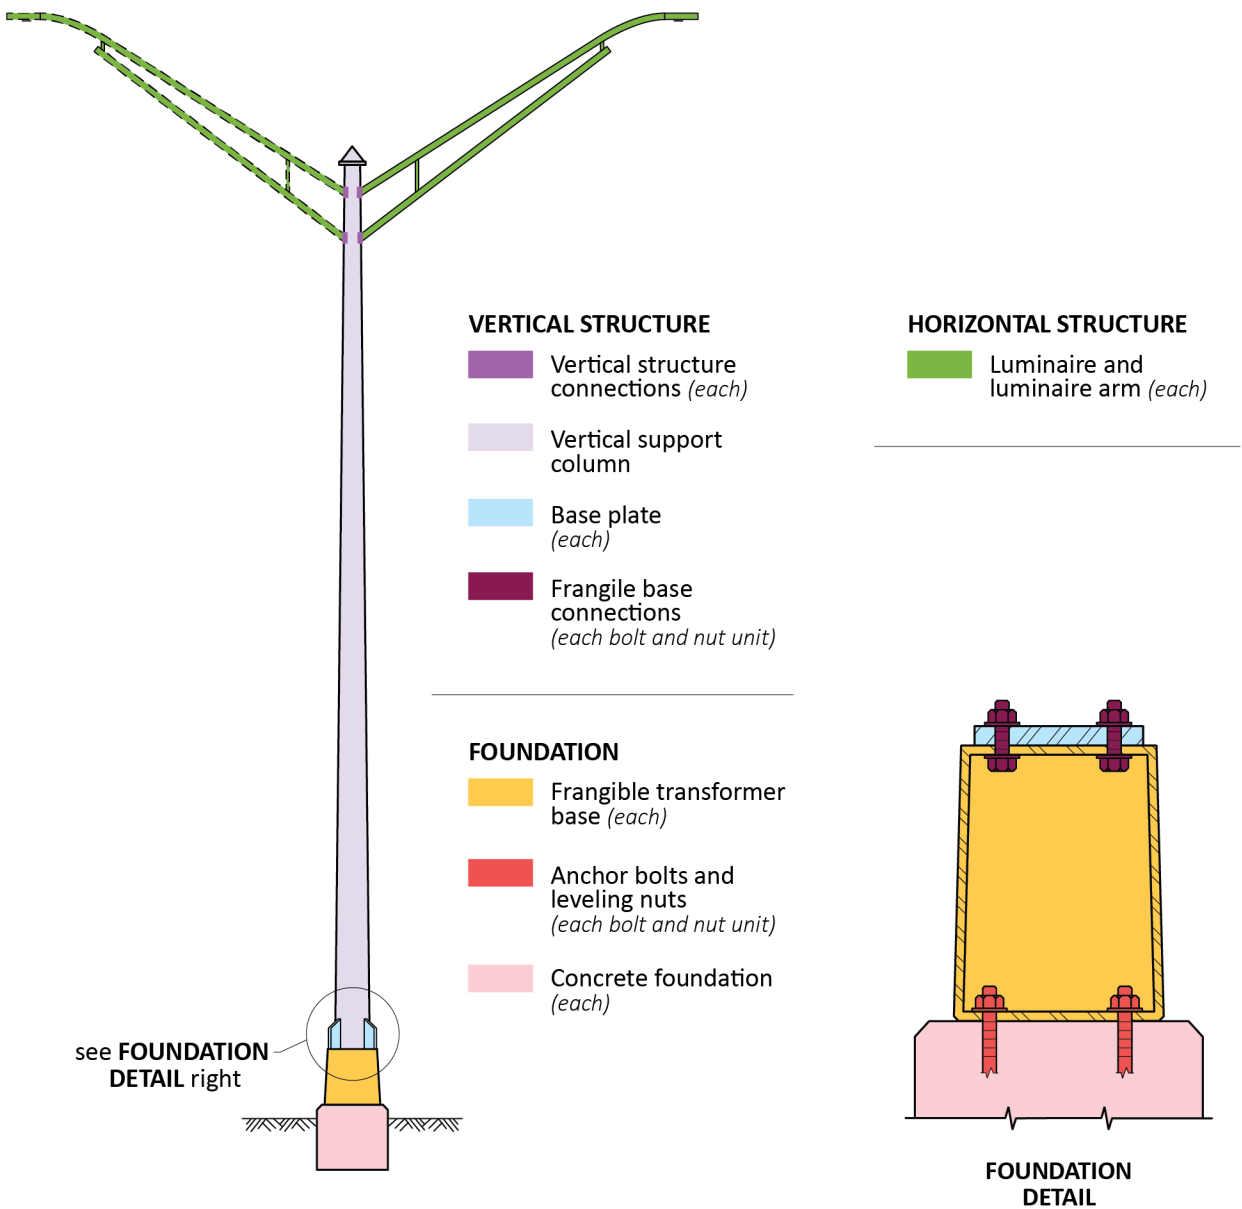 VERTICAL STRUCTURE
Vertical structure
connections (each)
Vertical support
column
Base plate
(each)
Frangile base
connections
(each bolt and nut unit)
HORIZONTAL STRUCTURE
Luminaire and
luminaire arm (each)
FOUNDATION
Frangible transformer
base (each)
Anchor bolts and
leveling nuts
(each bolt and nut unit)
Concrete foundation
(each)
see FOUNDATION
DETAIL right
FOUNDATION
DETAIL